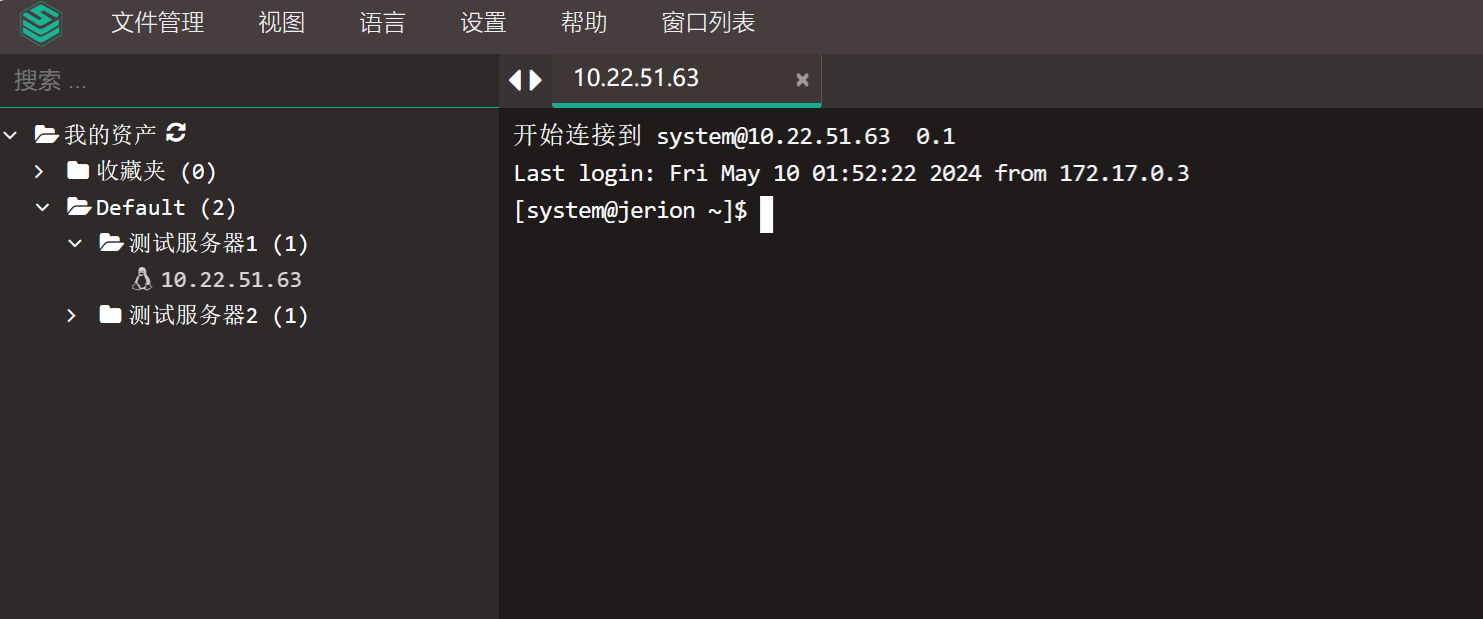 文件管理 视图 语言 设置 帮助 窗口列表
搜索 ...
10.22.51.63
我的资产
收藏夹 (0)
Default (2)
测试服务器1 (1)
10.22.51.63
测试服务器2 (1)
开始连接到 system@10.22.51.63  0.1
Last login: Fri May 10 01:52:22 2024 from 172.17.0.3
[system@jerion ~]$